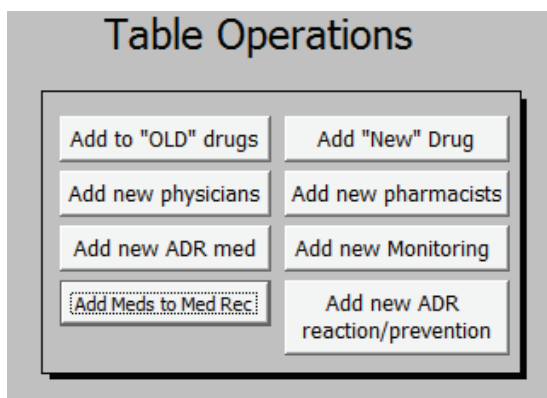 Table Operations
Add to "OLD" drugs
Add "New" Drug
Add new physicians
Add new pharmacists
Add new ADR med
Add new Monitoring
Add Meds to Med Rec
Add new ADR
reaction/prevention